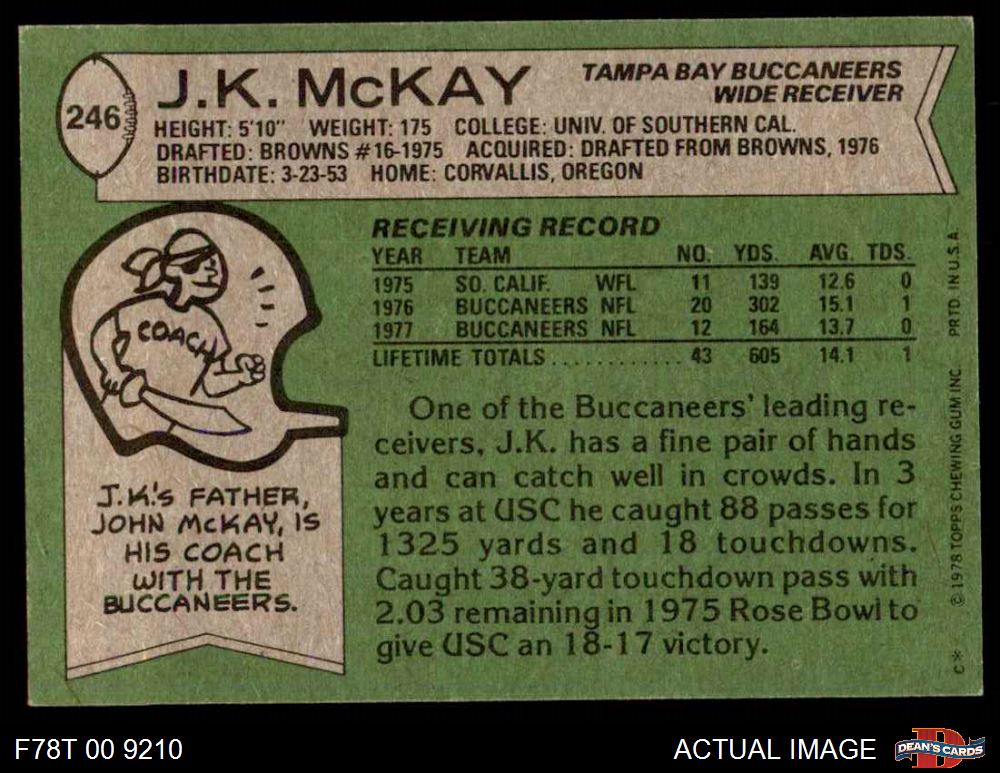 246
J.K. McKAY
TAMPA BAY BUCCANEERS
WIDE RECEIVER
HEIGHT: 5'10" WEIGHT: 175 COLLEGE: UNIV. OF SOUTHERN CAL.
DRAFTED: BROWNS #16-1975 ACQUIRED: DRAFTED FROM BROWNS, 1976
BIRTHDATE: 3-23-53 HOME: CORVALLIS, OREGON
COACH
J.K.'S FATHER,
JOHN McKAY, IS
HIS COACH
WITH THE
BUCCANEERS.
RECEIVING RECORD
YEAR TEAM NO. YDS. AVG. TDS.
1975 SO. CALIF. WFL 11 139 12.6 0
1976 BUCCANEERS NFL 20 302 15.1 1
1977 BUCCANEERS NFL 12 164 13.7 0
LIFETIME TOTALS ............ 43 605 14.1 1
One of the Buccaneers' leading re-
ceivers, J.K. has a fine pair of hands
and can catch well in crowds. In 3
years at USC he caught 88 passes for
1325 yards and 18 touchdowns.
Caught 38-yard touchdown pass with
2.03 remaining in 1975 Rose Bowl to
give USC an 18-17 victory.
C* © 1978 TOPPS CHEWING GUM INC. PRTD. IN U.S.A
F78T 00 9210
ACTUAL IMAGE
D
DEAN'S CARDS